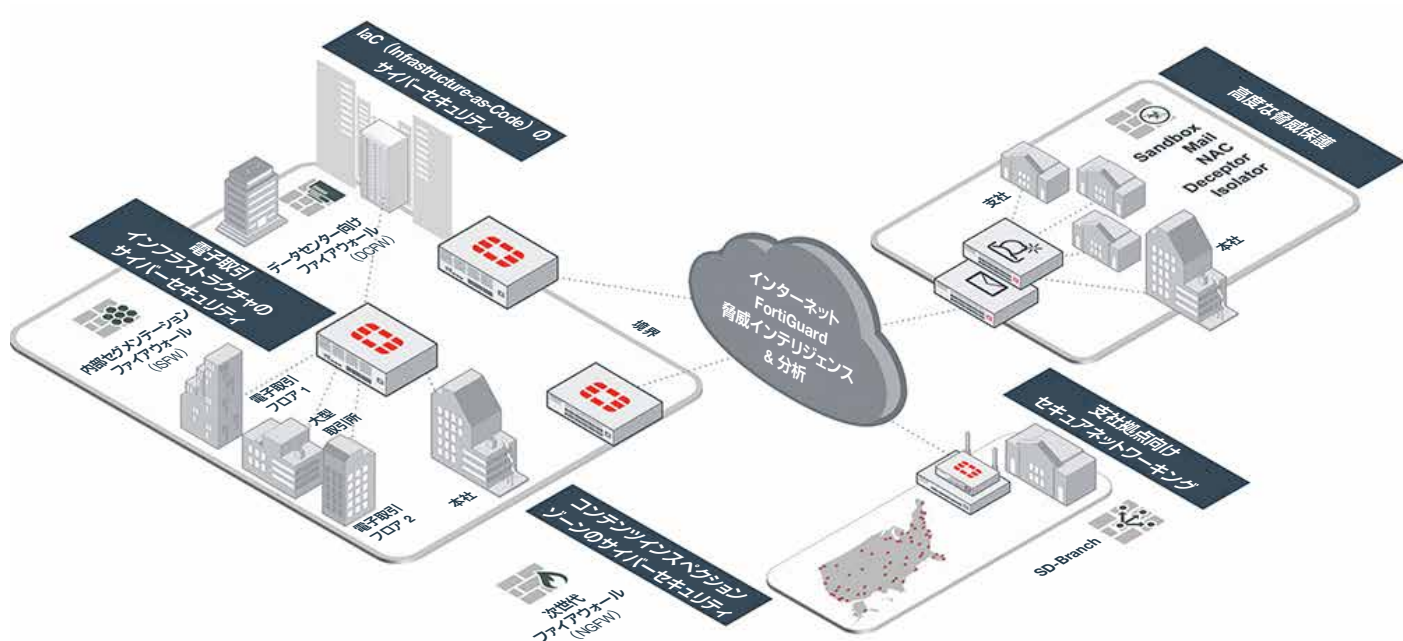 IaC（Infrastructure-as-Code）の
サイバーセキュリティ
データセンター向け
ファイアウォール
(DCFW)
電子取引
インフラストラクチャの
サイバーセキュリティ
内部セグメンテーション
ファイアウォール
(ISFW)
電子取引
フロア 1
大型
取引所
電子取引
フロア 2
本社
境界
インターネット
FortiGuard
脅威インテリジェンス
& 分析
高度な脅威保護
Sandbox
Mail
NAC
Deceptor
Isolator
支社
本社
支社拠点向け
セキュアネットワーキング
SD-Branch
コンテンツインスペクション
ゾーンのサイバーセキュリティ
次世代
ファイアウォール
(NGFW)